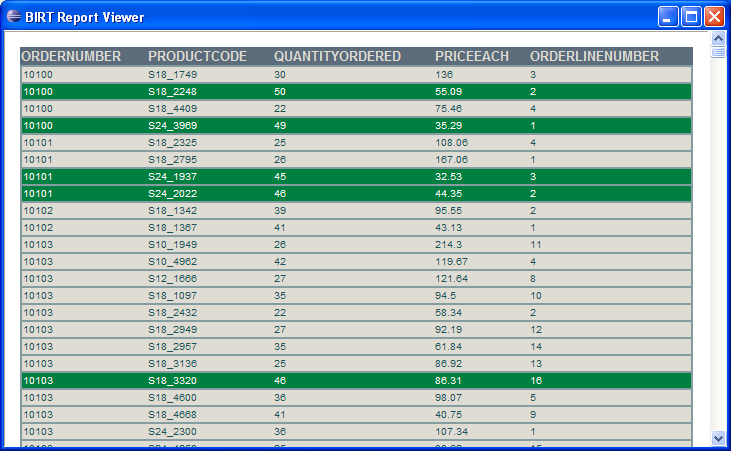 BIRT Report Viewer
ORDERNUMBER PRODUCTCODE QUANTITYORDERED PRICEEACH ORDERLINENUMBER
10100 S18_1749 30 136 3
10100 S18_2248 50 55.09 2
10100 S18_4409 22 75.46 4
10100 S24_3969 49 35.29 1
10101 S18_2325 25 108.06 4
10101 S18_2795 26 167.06 1
10101 S24_1937 45 32.53 3
10101 S24_2022 46 44.35 2
10102 S18_1342 39 95.55 2
10102 S18_1367 41 43.13 1
10103 S10_1949 26 214.3 11
10103 S10_4962 42 119.67 4
10103 S12_1666 27 121.64 8
10103 S18_1097 35 94.5 10
10103 S18_2432 22 58.34 2
10103 S18_2949 27 92.19 12
10103 S18_2957 35 61.84 14
10103 S18_3136 25 86.92 13
10103 S18_3320 46 86.31 16
10103 S18_4600 36 98.07 5
10103 S18_4668 41 40.75 9
10103 S24_2300 36 107.34 1